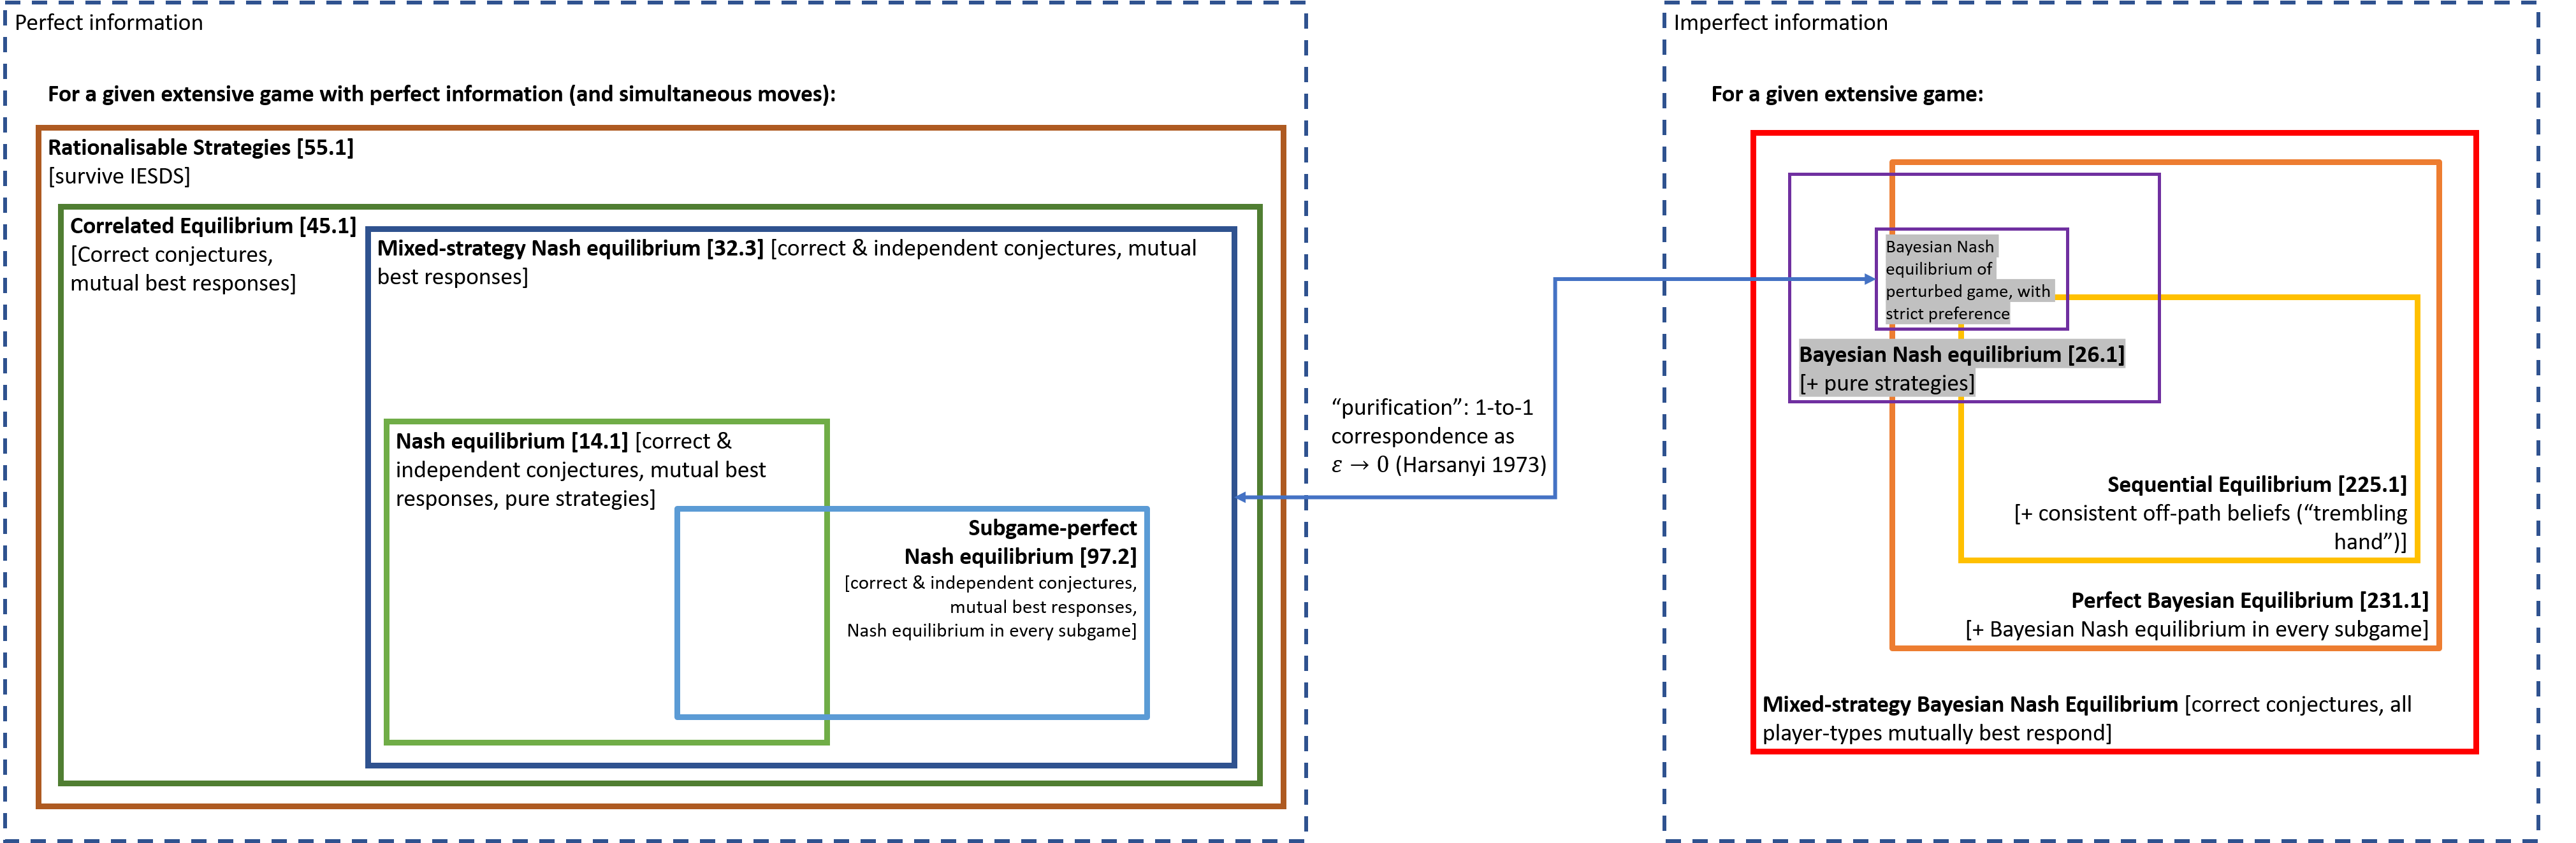 Perfect information
For a given extensive game with perfect information (and simultaneous moves):
Rationalisable Strategies [55.1]
[survive IESDS]
Correlated Equilibrium [45.1]
[Correct conjectures,
mutual best responses]
Mixed-strategy Nash equilibrium [32.3] [correct & independent conjectures, mutual
best responses]
Nash equilibrium [14.1] [correct &
independent conjectures, mutual best
responses, pure strategies]
Subgame-perfect
Nash equilibrium [97.2]
[correct & independent conjectures,
mutual best responses,
Nash equilibrium in every subgame]
“purification”: 1-to-1
correspondence as
ε → 0 (Harsanyi 1973)
Imperfect information
For a given extensive game:
Bayesian Nash
equilibrium of
perturbed game, with
strict preference
Bayesian Nash equilibrium [26.1]
[+ pure strategies]
Sequential Equilibrium [225.1]
[+ consistent off-path beliefs (“trembling
hand”)]
Perfect Bayesian Equilibrium [231.1]
[+ Bayesian Nash equilibrium in every subgame]
Mixed-strategy Bayesian Nash Equilibrium [correct conjectures, all
player-types mutually best respond]